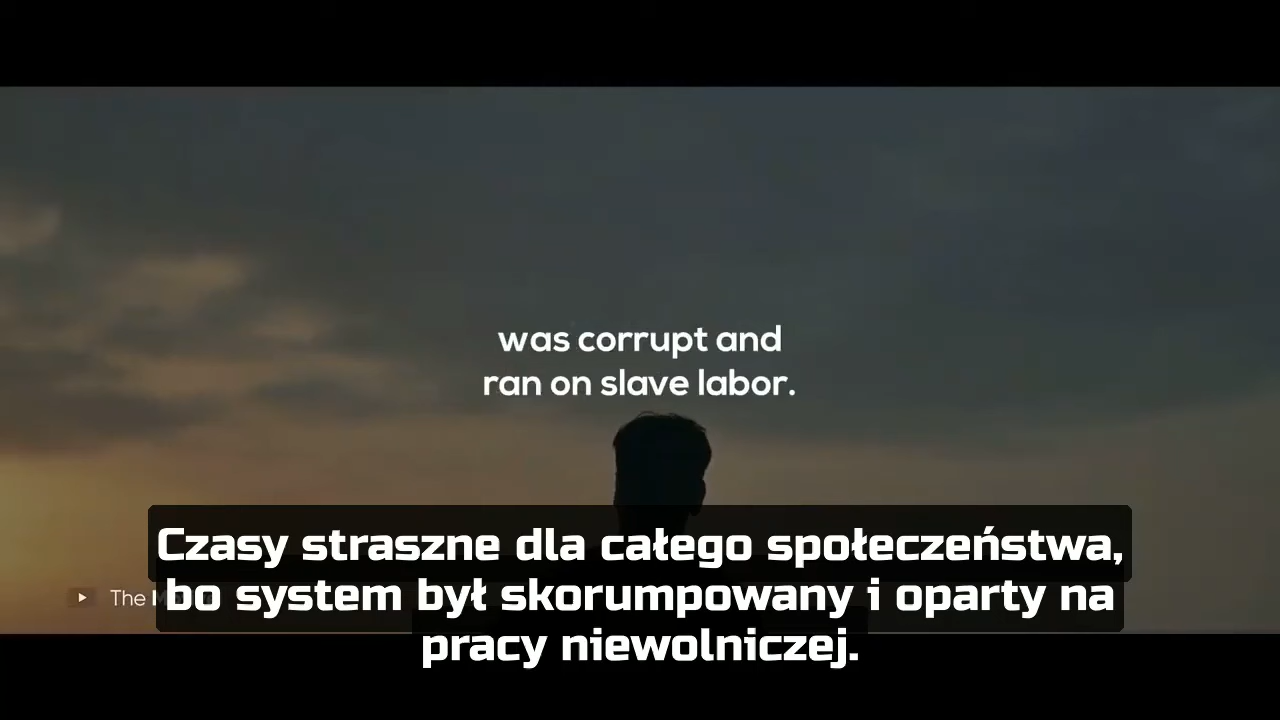 was corrupt and
ran on slave labor.
Czasy straszne dla całego społeczeństwa,
bo system był skorumpowany i oparty na
pracy niewolniczej.
The